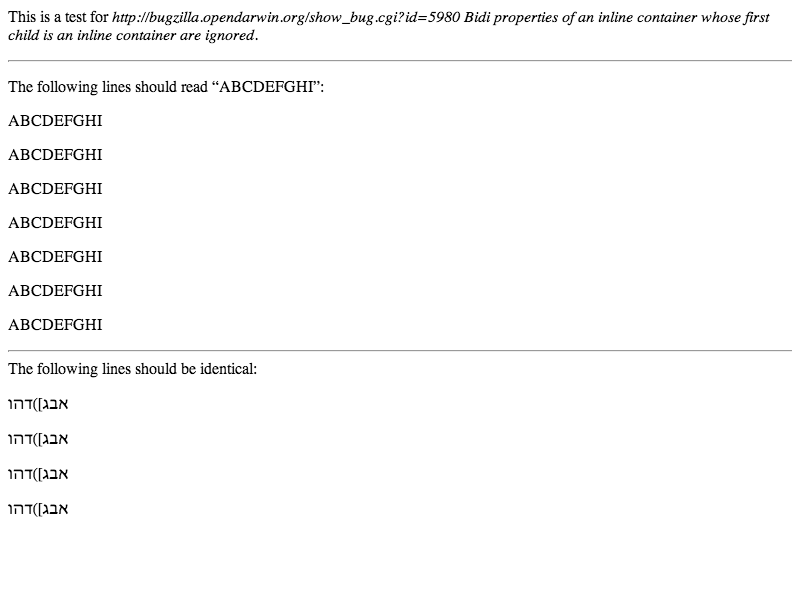 This is a test for http://bugzilla.opendarwin.org/show_bug.cgi?id=5980 Bidi properties of an inline container whose first
child is an inline container are ignored.
The following lines should read “ABCDEFGHI”:
ABCDEFGHI
ABCDEFGHI
ABCDEFGHI
ABCDEFGHI
ABCDEFGHI
ABCDEFGHI
ABCDEFGHI
The following lines should be identical:
אבג])דהו
אבג])דהו
אבג])דהו
אבג])דהו